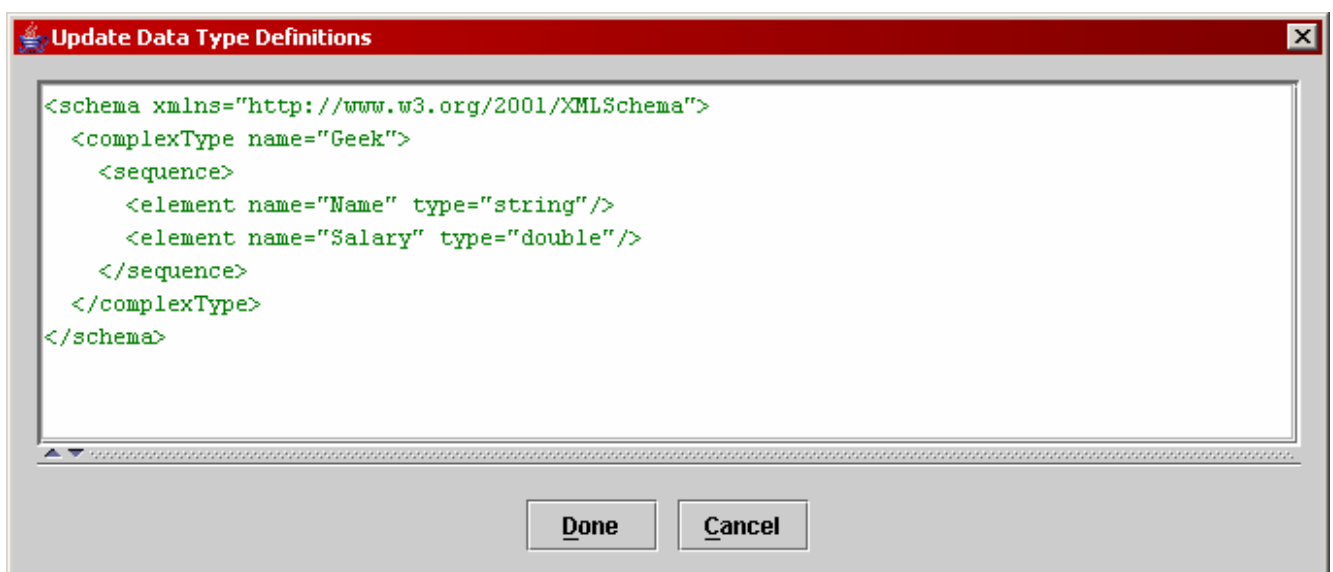 Update Data Type Definitions
<schema xmlns="http://www.w3.org/2001/XMLSchema">
  <complexType name="Geek">
    <sequence>
      <element name="Name" type="string"/>
      <element name="Salary" type="double"/>
    </sequence>
  </complexType>
</schema>
Done Cancel